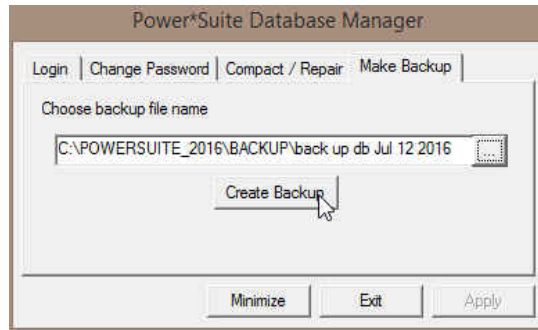 Power*Suite Database Manager
Login Change Password Compact / Repair Make Backup
Choose backup file name
C:\POWERSUITE_2016\BACKUP\back up db Jul 12 2016 ...
Create Backup
Minimize Exit Apply